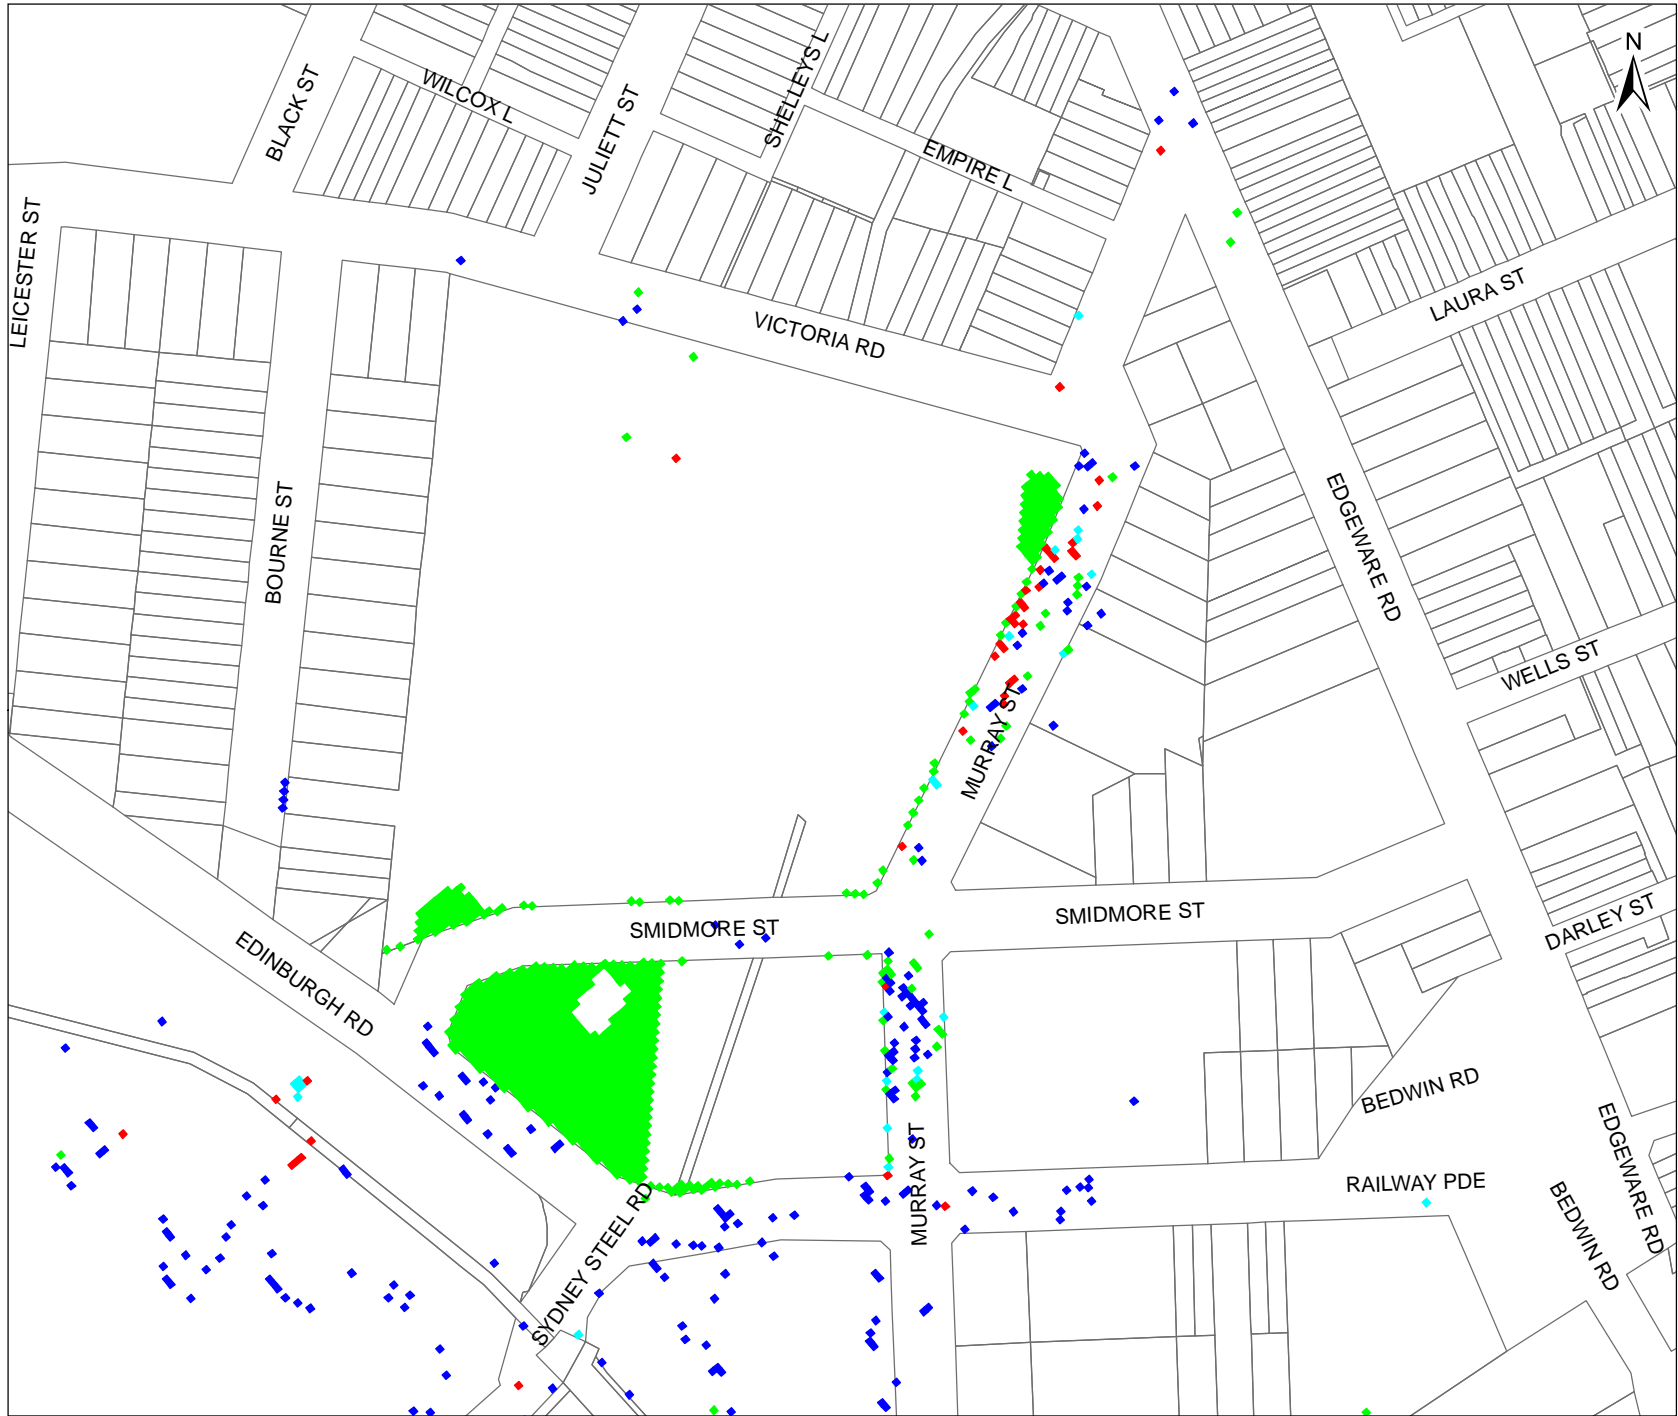 N
BLACK ST
WILCOX L
JULIETT ST
SHELLEYS L
EMPIRE L
LEICESTER ST
LAURA ST
VICTORIA RD
BOURNE ST
EDGEWARE RD
WELLS ST
MURRAY ST
SMIDMORE ST
SMIDMORE ST
DARLEY ST
EDINBURGH RD
BEDWIN RD
MURRAY ST
RAILWAY PDE
EDGEWARE RD
BEDWIN RD
SYDNEY STEEL RD